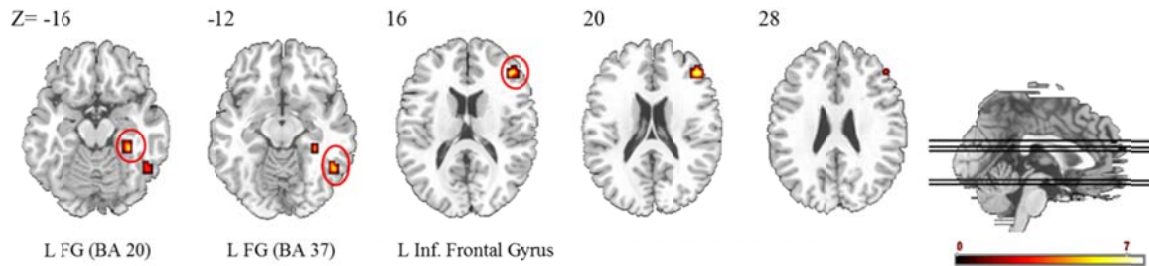 Z= -16
-12
16
20
28
L FG (BA 20)
L FG (BA 37)
L Inf. Frontal Gyrus
0
7